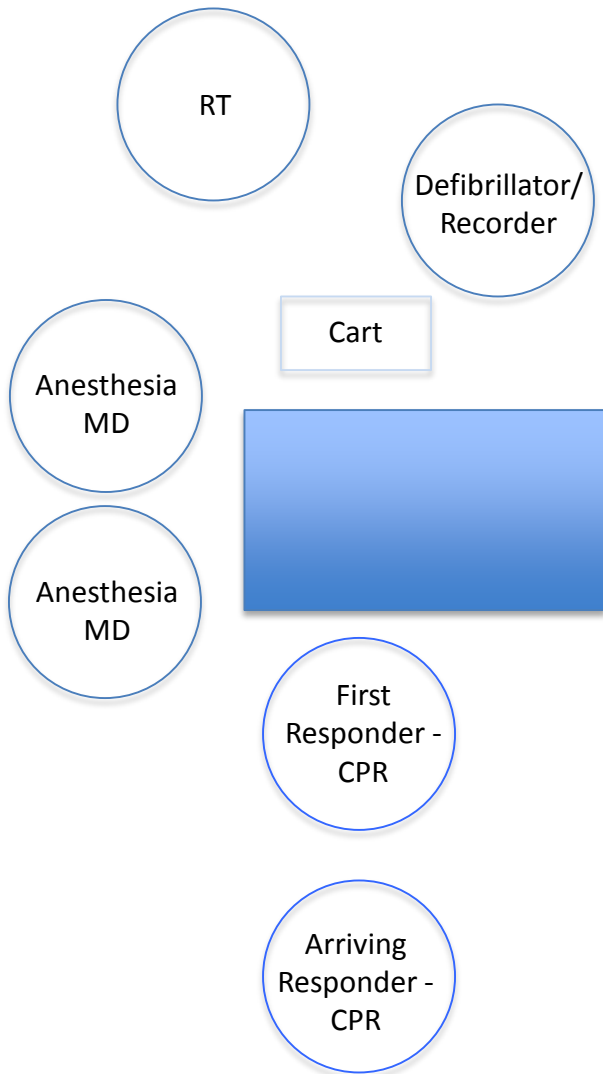 RT
Defibrillator/
Recorder
Cart
Anesthesia
MD
Anesthesia
MD
First
Responder -
CPR
Arriving
Responder -
CPR